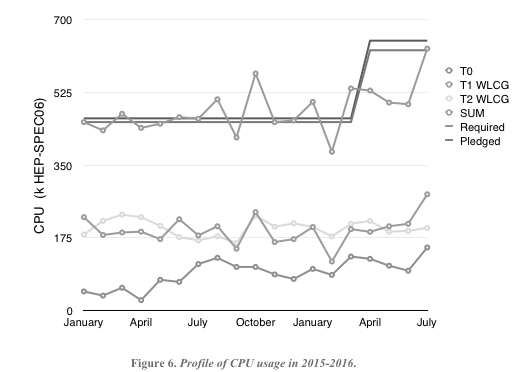 700
525
350
175
0
CPU (k HEP-SPEC06)
January April July October January April July
T0
T1 WLCG
T2 WLCG
SUM
Required
Pledged
Figure 6. Profile of CPU usage in 2015-2016.